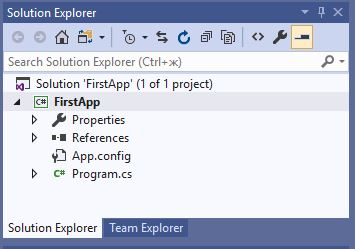 Solution Explorer
Search Solution Explorer (Ctrl+ж)
Solution 'FirstApp' (1 of 1 project)
C# FirstApp
Properties
References
App.config
C# Program.cs
Solution Explorer Team Explorer